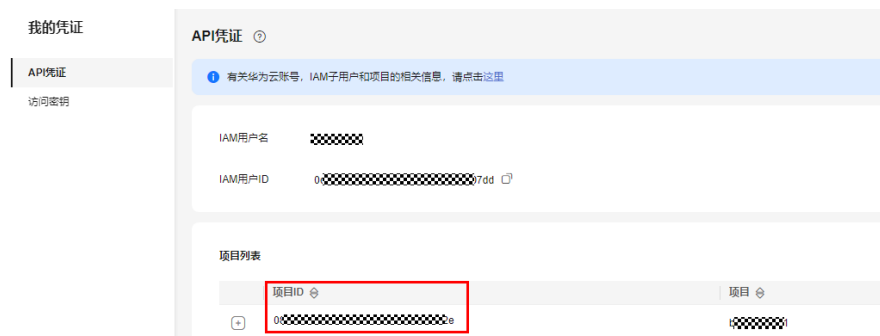 我的凭证
API凭证
API凭证
访问密钥
有关华为云账号，IAM子用户和项目的相关信息，请点击这里
IAM用户名
IAM用户ID
7dd
项目列表
项目ID
项目